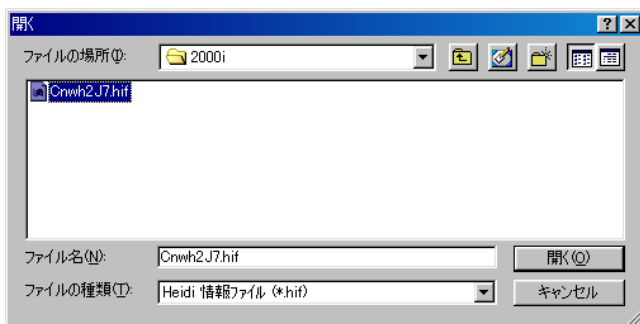 開く
ファイルの場所(I):
2000i
Cnwh2J7.hif
ファイル名(N):
Cnwh2J7.hif
開く(O)
ファイルの種類(T):
Heidi 情報ファイル (*.hif)
キャンセル